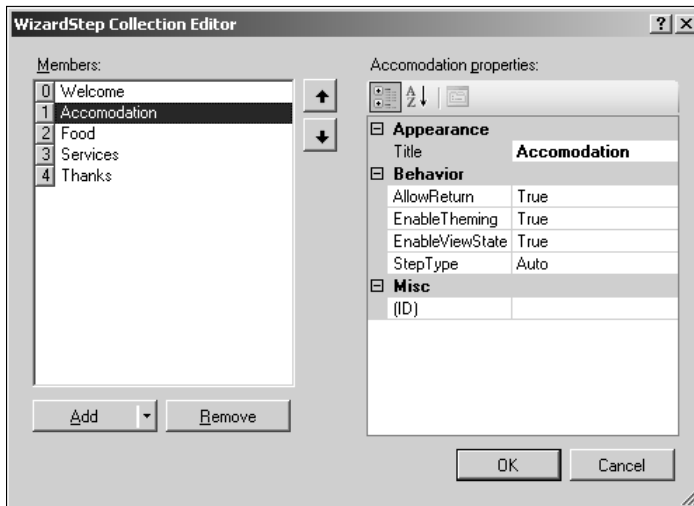 WizardStep Collection Editor
Members:
0 Welcome
1 Accomodation
2 Food
3 Services
4 Thanks
Add
Remove
Accomodation properties:
Appearance
Title Accomodation
Behavior
AllowReturn True
EnableTheming True
EnableViewState True
StepType Auto
Misc
(ID)
OK
Cancel